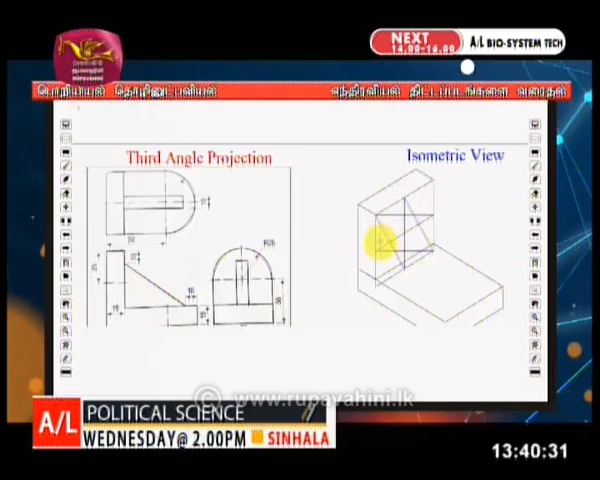 NEXT
14.00-16.00
A/L BIO-SYSTEM TECH
பொறியியல் தொழினுட்பவியல்
எந்திரவியல் திட்டப்படங்களை வரைதல்
Third Angle Projection
Isometric View
R25
© www.rupavahini.lk
A/L
POLITICAL SCIENCE
WEDNESDAY@ 2.00PM
SINHALA
13:40:31